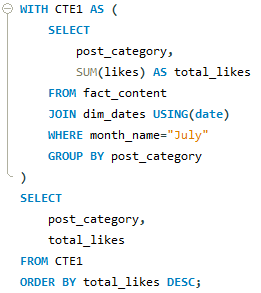 WITH CTE1 AS (
SELECT
post_category,
SUM(likes) AS total_likes
FROM fact_content
JOIN dim_dates USING(date)
WHERE month_name="July"
GROUP BY post_category
)
SELECT
post_category,
total_likes
FROM CTE1
ORDER BY total_likes DESC;